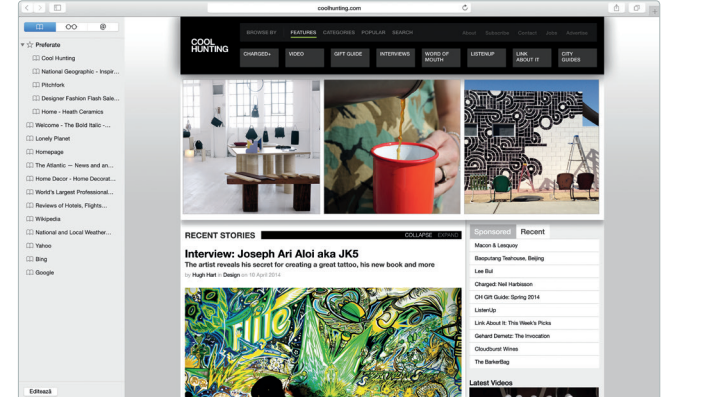 coolhunting.com
@
Preferate
Cool Hunting
National Geographic - Inspir...
Pitchfork
Designer Fashion Flash Sale...
Home - Heath Ceramics
Welcome - The Bold Italic -...
Lonely Planet
Homepage
The Atlantic — News and an...
Home Decor - Home Decorat...
World's Largest Professional...
Reviews of Hotels, Flights...
Wikipedia
National and Local Weather...
Yahoo
Bing
Google
Editează
COOL
HUNTING
BROWSE BY FEATURES CATEGORIES POPULAR SEARCH
About Subscribe Contact Jobs Advertise
CHARGED+ VIDEO GIFT GUIDE INTERVIEWS WORD OF MOUTH LISTENUP LINK ABOUT IT CITY GUIDES
RECENT STORIES COLLAPSE EXPAND
Interview: Joseph Ari Aloi aka JK5
The artist reveals his secret for creating a great tattoo, his new book and more
by Hugh Hart in Design on 16 April 2014
Sponsored Recent
Macon & Lesquoy
Baoputang Teahouse, Beijing
Lee Bul
Charged: Neil Harbisson
CH Gift Guide: Spring 2014
ListenUp
Link About It: This Week's Picks
Gehard Demetz: The Invocation
Cloudburst Wines
The BarkerBag
Latest Videos